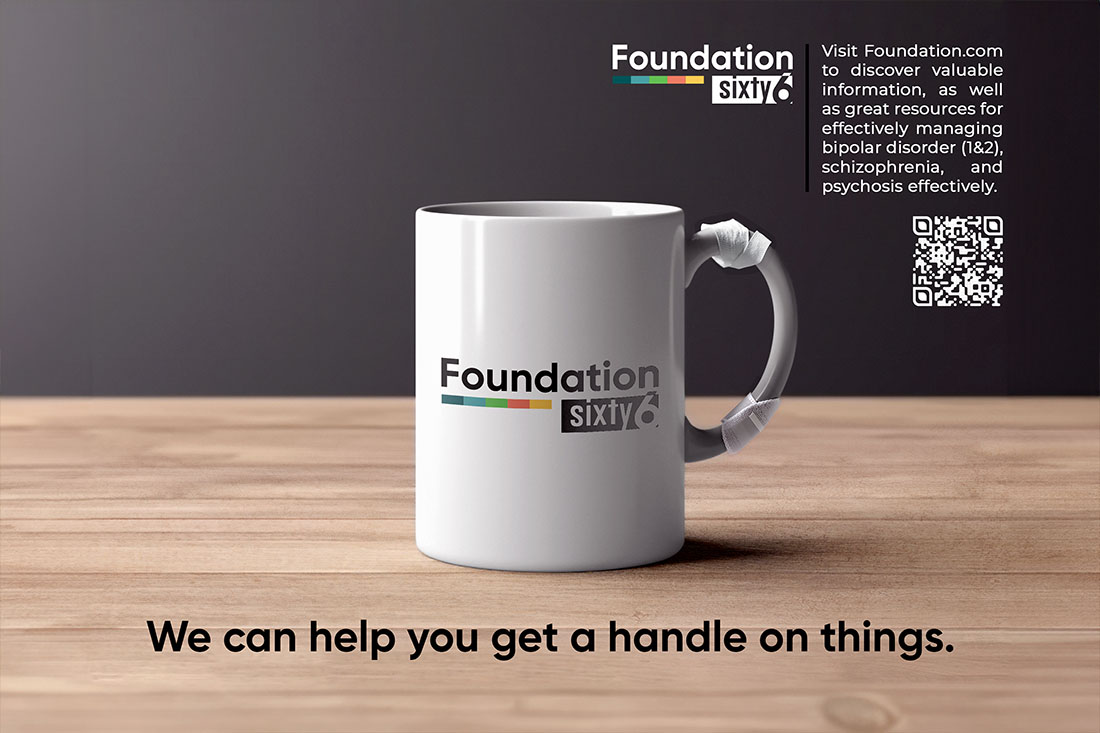 Foundation
sixty6
Visit Foundation.com
to discover valuable
information, as well
as great resources for
effectively managing
bipolar disorder (1&2),
schizophrenia, and
psychosis effectively.
Foundation
sixty6
We can help you get a handle on things.